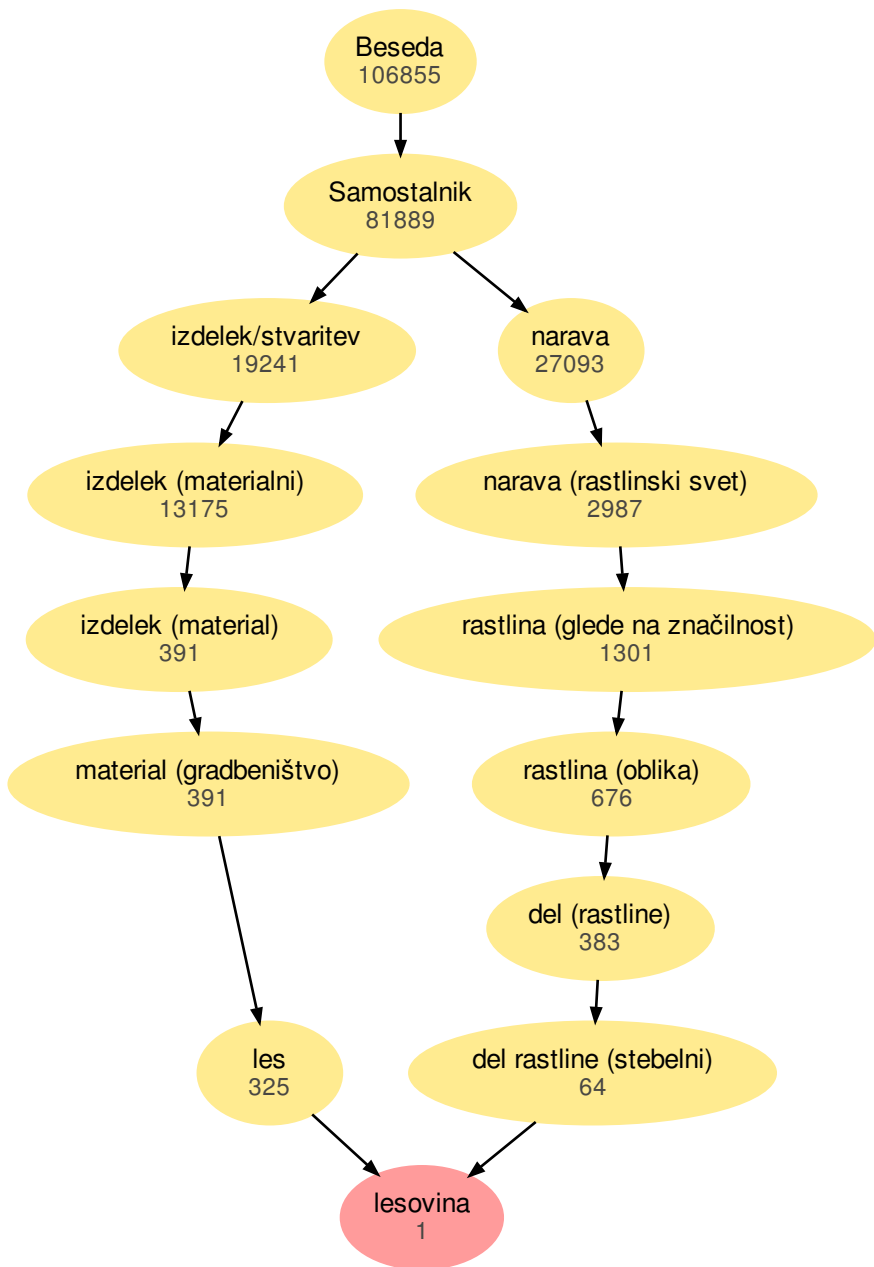 Beseda
106855
Samostalnik
81889
izdelek/stvaritev
19241
narava
27093
izdelek (materialni)
13175
narava (rastlinski svet)
2987
izdelek (material)
391
rastlina (glede na značilnost)
1301
material (gradbeništvo)
391
rastlina (oblika)
676
del (rastline)
383
les
325
del rastline (stebelni)
64
lesovina
1